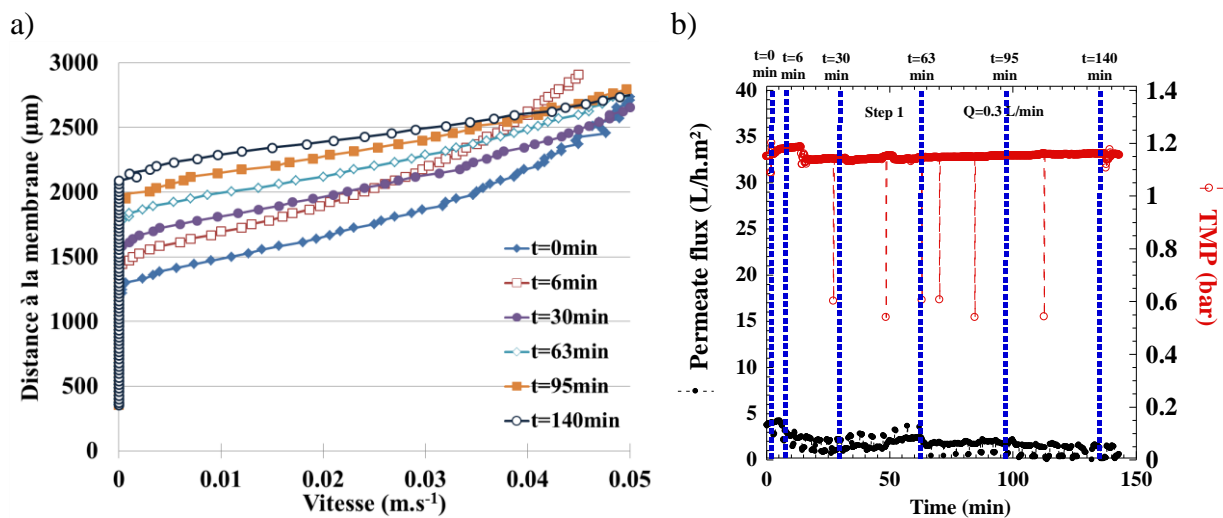 a)
3000
2500
2000
1500
1000
500
0
Distance à la membrane (µm)
0
0.01
0.02
0.03
0.04
0.05
Vitesse (m.s⁻¹)
t=0min
t=6min
t=30min
t=63min
t=95min
t=140min
b)
t=0 min
t=6 min
t=30 min
t=63 min
t=95 min
t=140 min
Step 1
Q=0.3 L/min
40
35
30
25
20
15
10
5
0
Permeate flux (L/h.m²)
0
50
100
150
Time (min)
1.4
1.2
1
0.8
0.6
0.4
0.2
0
TMP (bar)